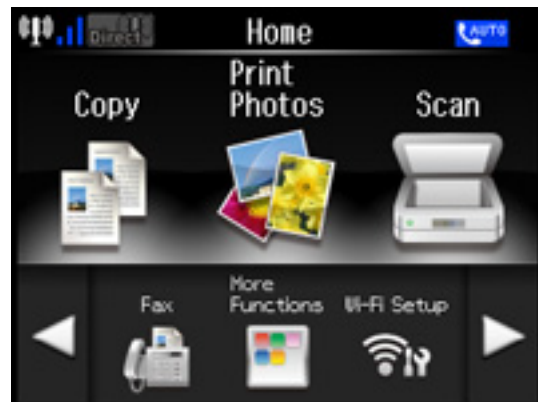 Direct
Home
AUTO
Print
Photos
Copy
Scan
More
Functions
Fax
Wi-Fi Setup